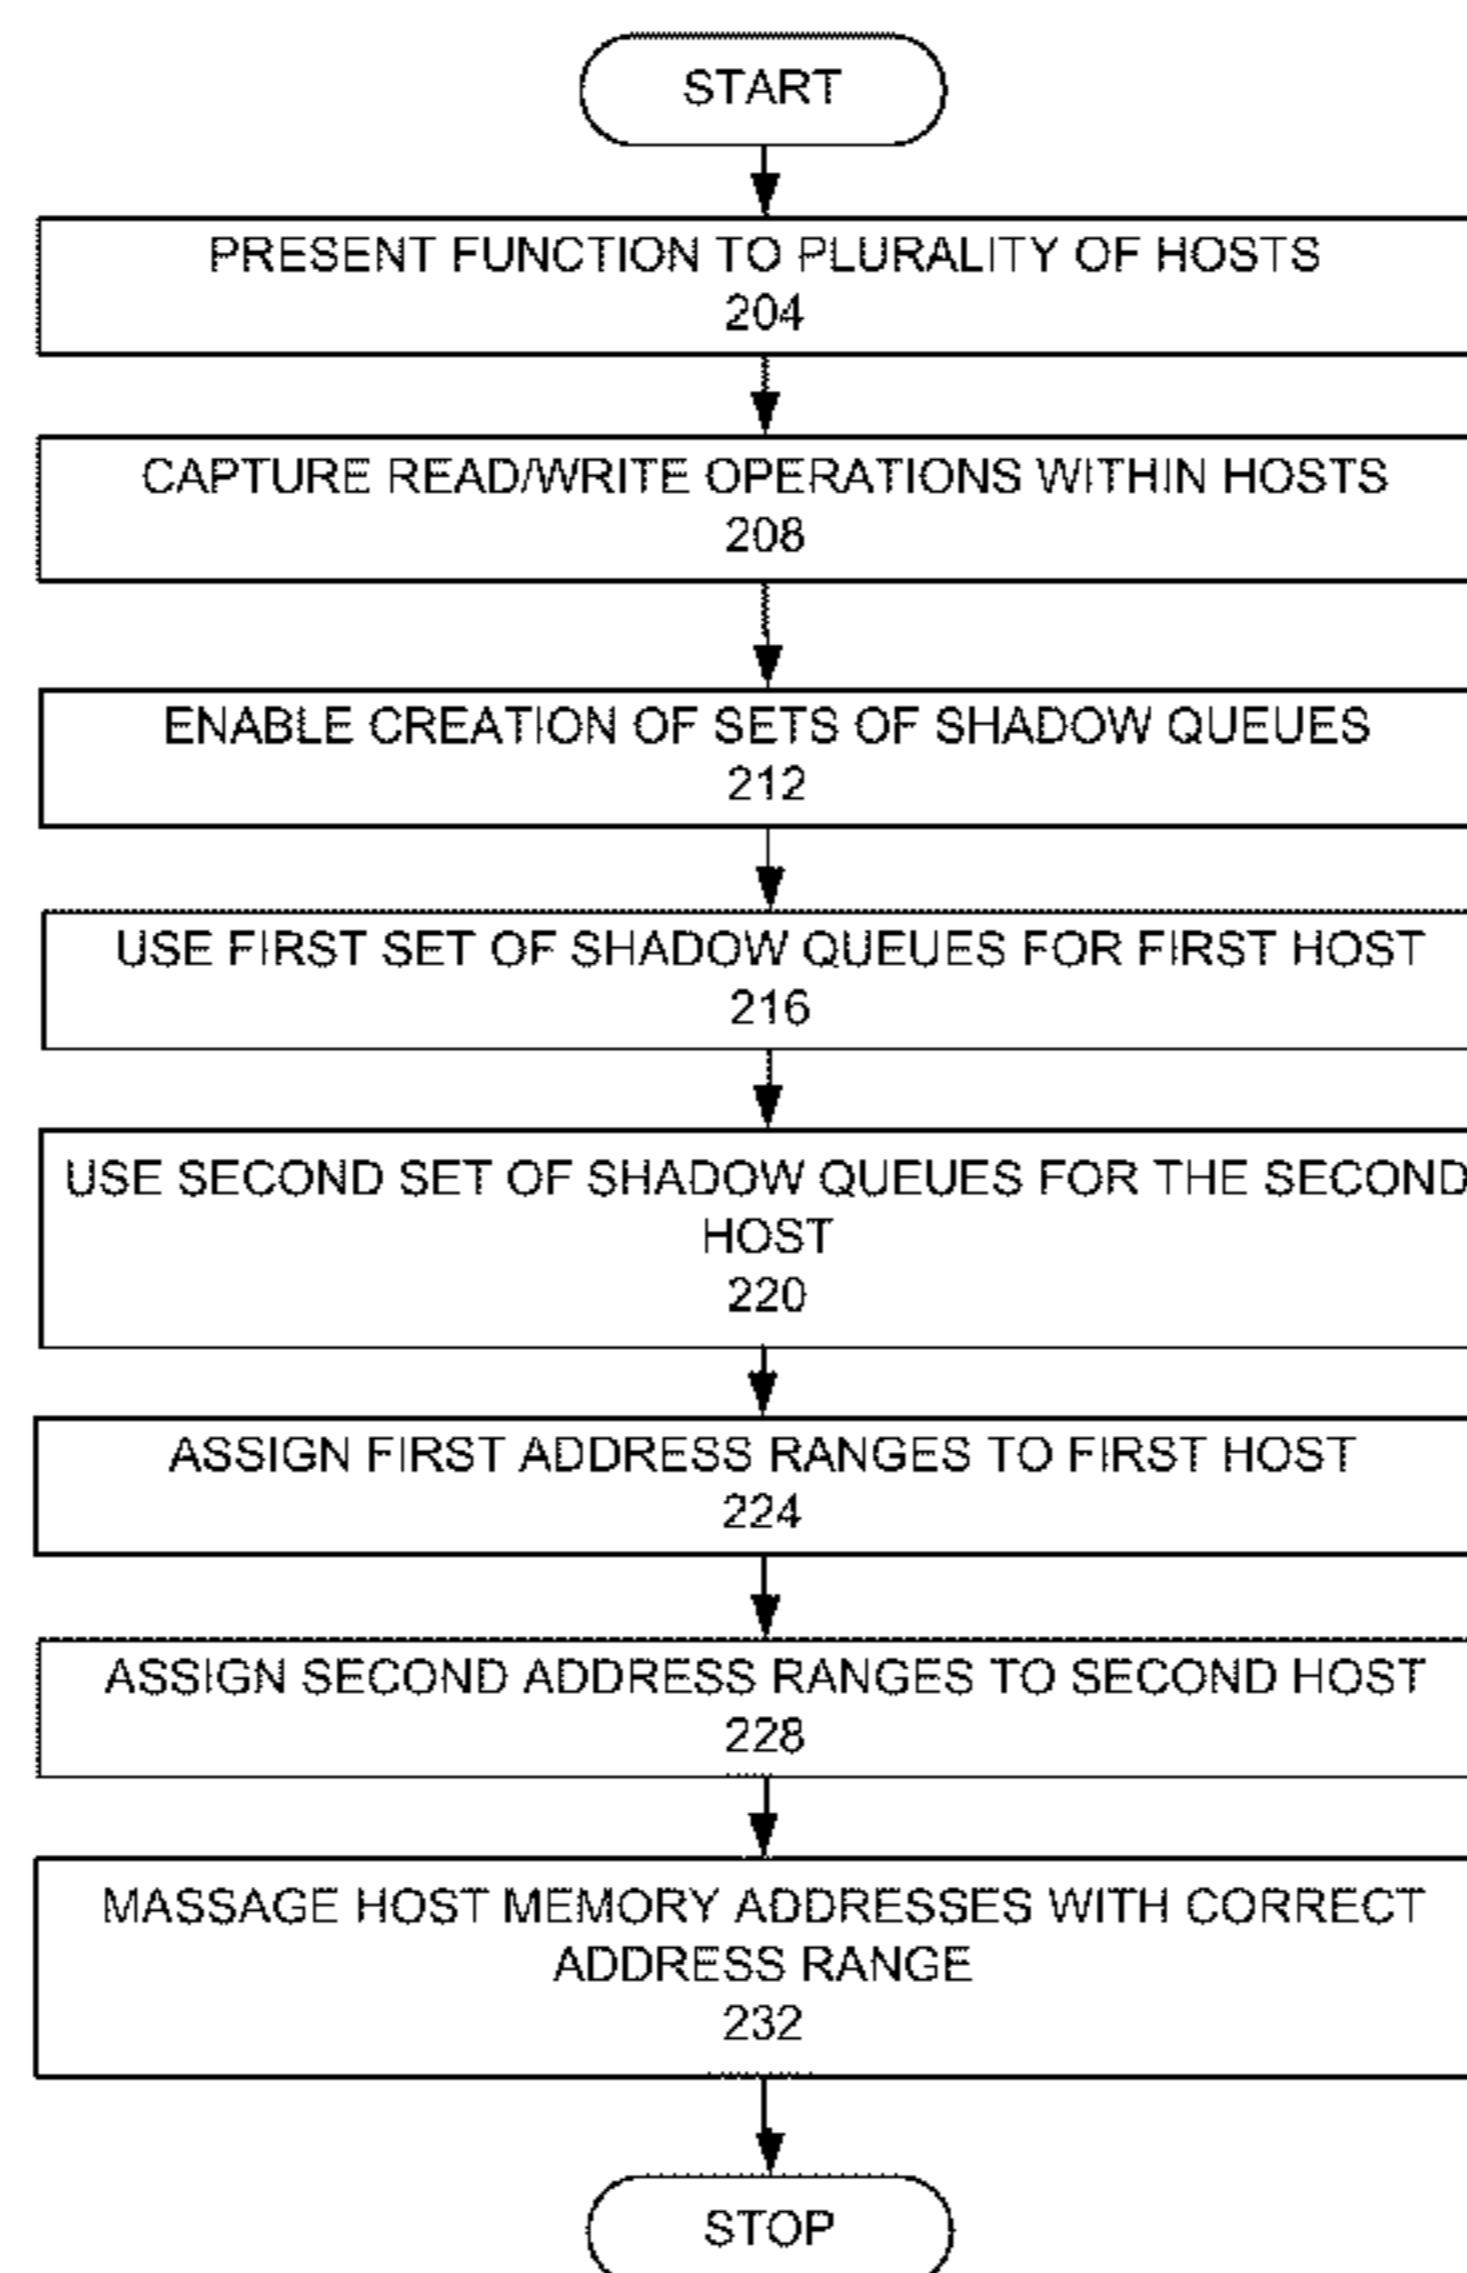 START
PRESENT FUNCTION TO PLURALITY OF HOSTS
204
CAPTURE READ/WRITE OPERATIONS WITHIN HOSTS
208
ENABLE CREATION OF SETS OF SHADOW QUEUES
212
USE FIRST SET OF SHADOW QUEUES FOR FIRST HOST
216
USE SECOND SET OF SHADOW QUEUES FOR THE SECOND
HOST
220
ASSIGN FIRST ADDRESS RANGES TO FIRST HOST
224
ASSIGN SECOND ADDRESS RANGES TO SECOND HOST
228
MASSAGE HOST MEMORY ADDRESSES WITH CORRECT
ADDRESS RANGE
232
STOP